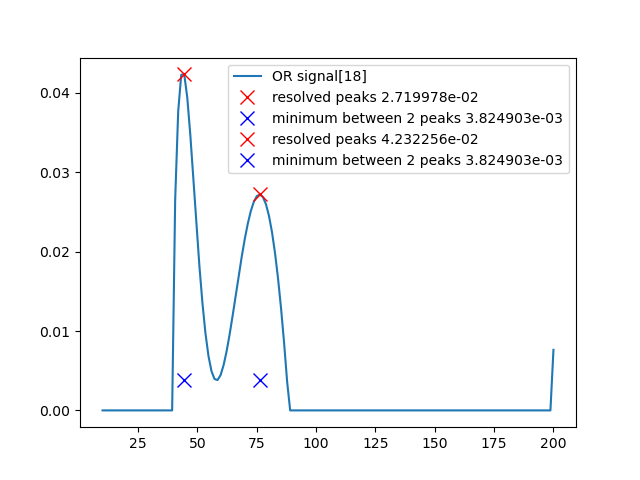 OR signal[18]
resolved peaks 2.719978e-02
minimum between 2 peaks 3.824903e-03
resolved peaks 4.232256e-02
minimum between 2 peaks 3.824903e-03
0.04
0.03
0.02
0.01
0.00
25 50 75 100 125 150 175 200